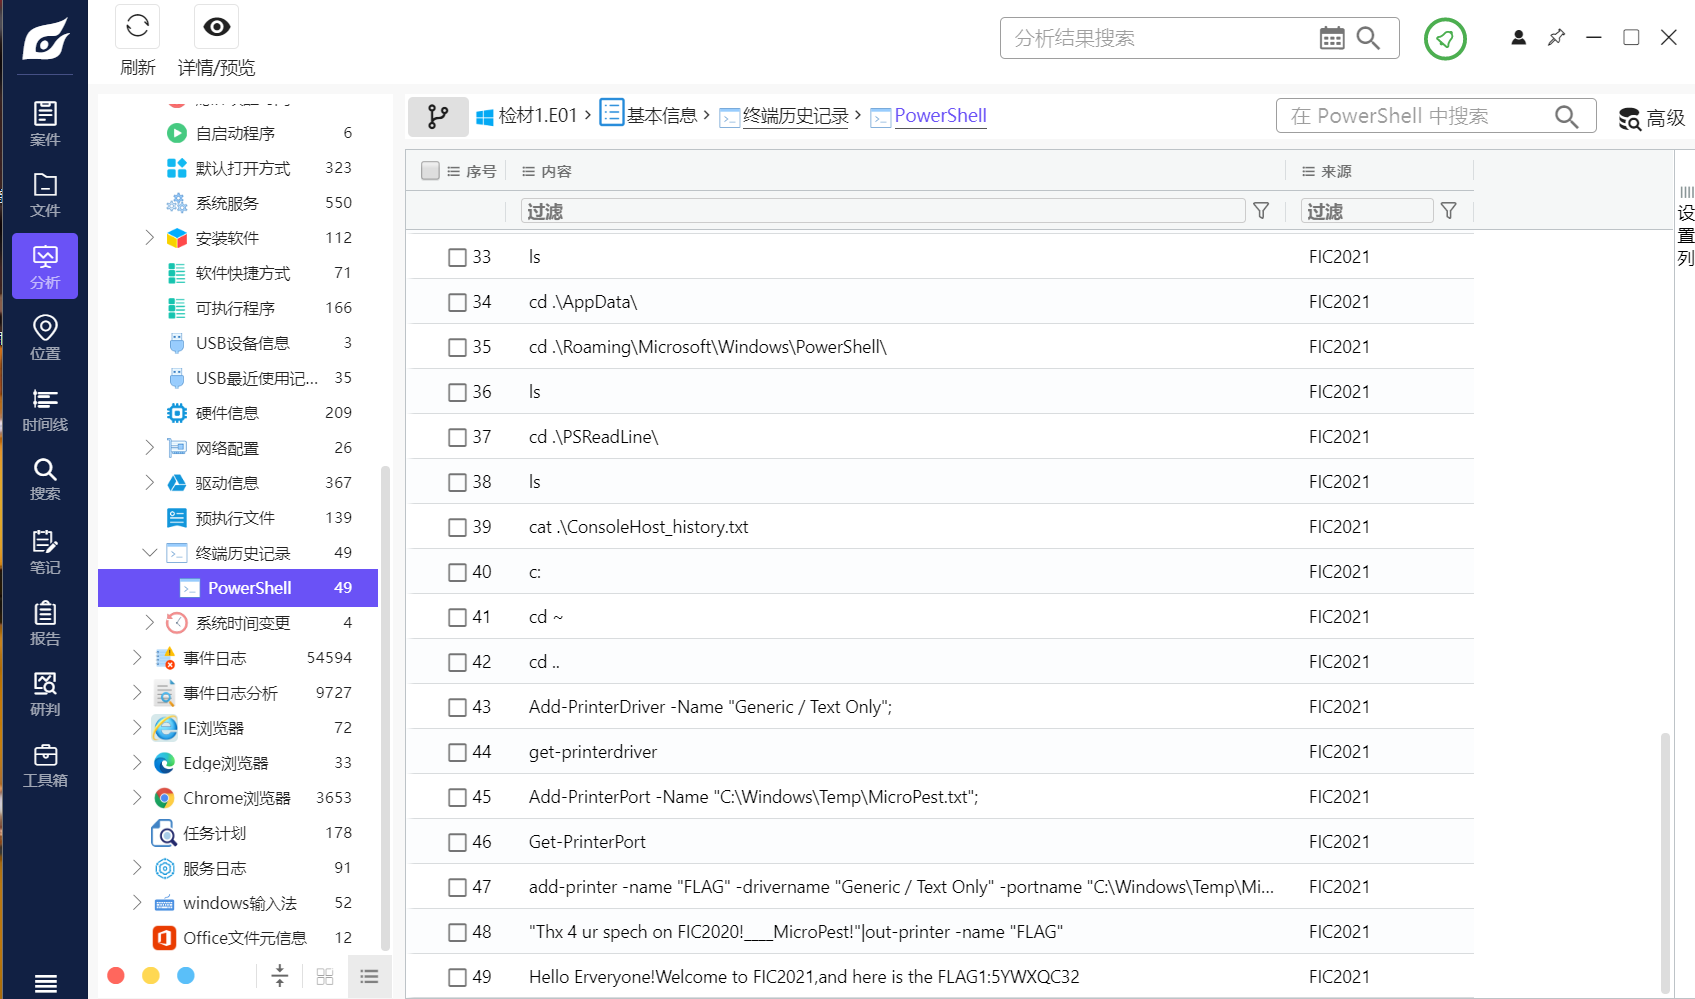 刷新
详情/预览
分析结果搜索
案件
文件
分析
位置
时间线
搜索
笔记
报告
研判
工具箱
自启动程序 6
默认打开方式 323
系统服务 550
安装软件 112
软件快捷方式 71
可执行程序 166
USB设备信息 3
USB最近使用记... 35
硬件信息 209
网络配置 26
驱动信息 367
预执行文件 139
终端历史记录 49
PowerShell 49
系统时间变更 4
事件日志 54594
事件日志分析 9727
IE浏览器 72
Edge浏览器 33
Chrome浏览器 3653
任务计划 178
服务日志 91
windows输入法 52
Office文件元信息 12
检材1.E01 › 基本信息 › 终端历史记录 › PowerShell
在 PowerShell 中搜索
高级
序号 内容 来源
过滤 过滤
33 ls FIC2021
34 cd .\AppData\ FIC2021
35 cd .\Roaming\Microsoft\Windows\PowerShell\ FIC2021
36 ls FIC2021
37 cd .\PSReadLine\ FIC2021
38 ls FIC2021
39 cat .\ConsoleHost_history.txt FIC2021
40 c: FIC2021
41 cd ~ FIC2021
42 cd .. FIC2021
43 Add-PrinterDriver -Name "Generic / Text Only"; FIC2021
44 get-printerdriver FIC2021
45 Add-PrinterPort -Name "C:\Windows\Temp\MicroPest.txt"; FIC2021
46 Get-PrinterPort FIC2021
47 add-printer -name "FLAG" -drivername "Generic / Text Only" -portname "C:\Windows\Temp\Mi... FIC2021
48 "Thx 4 ur spech on FIC2020!____MicroPest!"|out-printer -name "FLAG" FIC2021
49 Hello Erveryone!Welcome to FIC2021,and here is the FLAG1:5YWXQC32 FIC2021
设置列